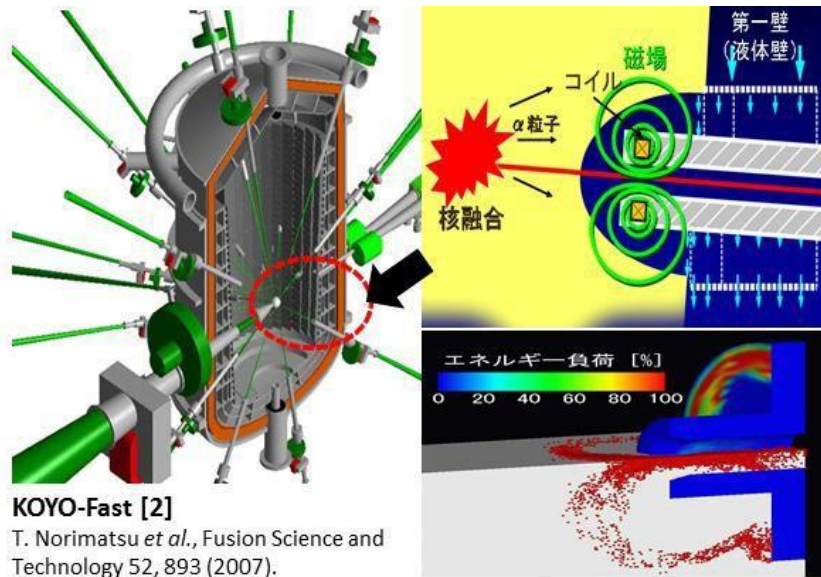 KOYO-Fast [2]
T. Norimatsu et al., Fusion Science and
Technology 52, 893 (2007).
第一壁
(液体壁)
磁場
コイル
α粒子
核融合
エネルギー負荷 [%]
0 20 40 60 80 100